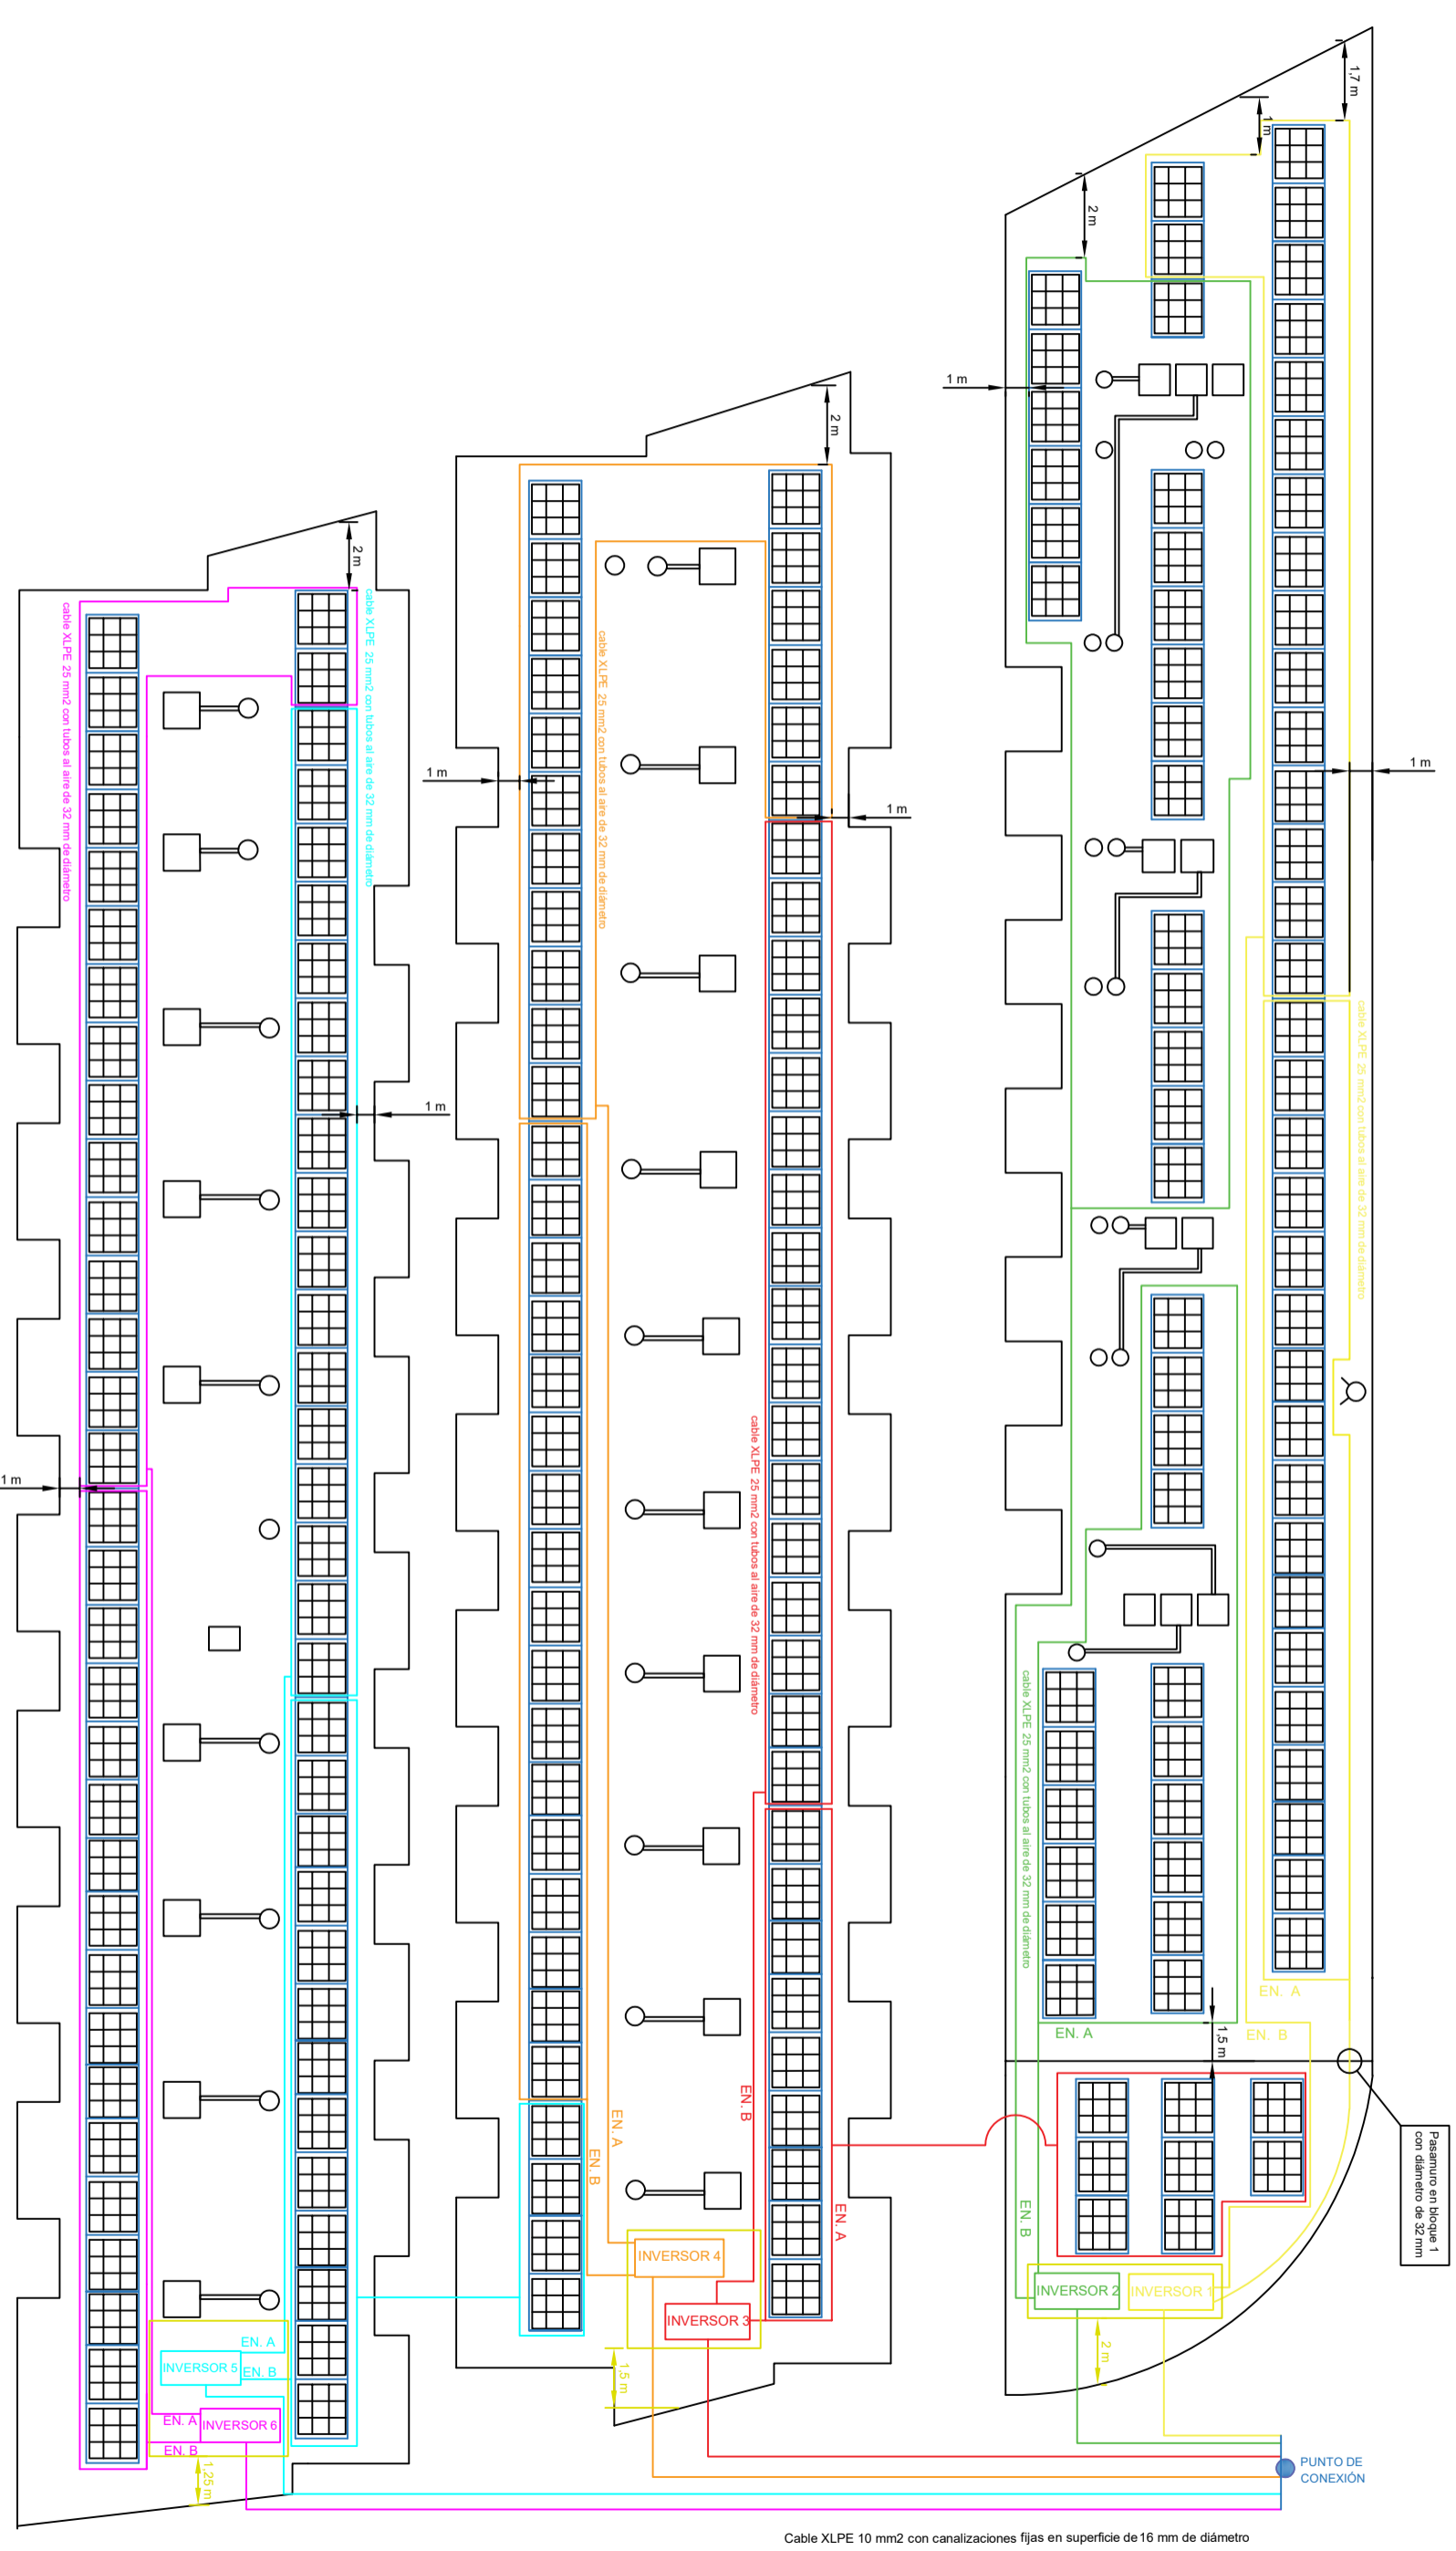 1,7 m
1 m
2 m
1 m
2 m
2 m
cable XLPE 25 mm2 con tubos al aire de 32 mm de diámetro
cable XLPE 25 mm2 con tubos al aire de 32 mm de diámetro
cable XLPE 25 mm2 con tubos al aire de 32 mm de diámetro
1 m
1 m
1 m
1 m
cable XLPE 25 mm2 con tubos al aire de 32 mm de diámetro
cable XLPE 25 mm2 con tubos al aire de 32 mm de diámetro
1 m
cable XLPE 25 mm2 con tubos al aire de 32 mm de diámetro
EN. A
EN. B
EN. A
1,5 m
EN. B
EN. A
EN. B
EN. A
EN. B
Pasamuro en bloque 1
con diámetro de 32 mm
INVERSOR 4
INVERSOR 3
INVERSOR 2
INVERSOR 1
2 m
1,5 m
EN. A
INVERSOR 5
EN. B
EN. A
INVERSOR 6
EN. B
1,25 m
PUNTO DE
CONEXIÓN
Cable XLPE 10 mm2 con canalizaciones fijas en superficie de 16 mm de diámetro